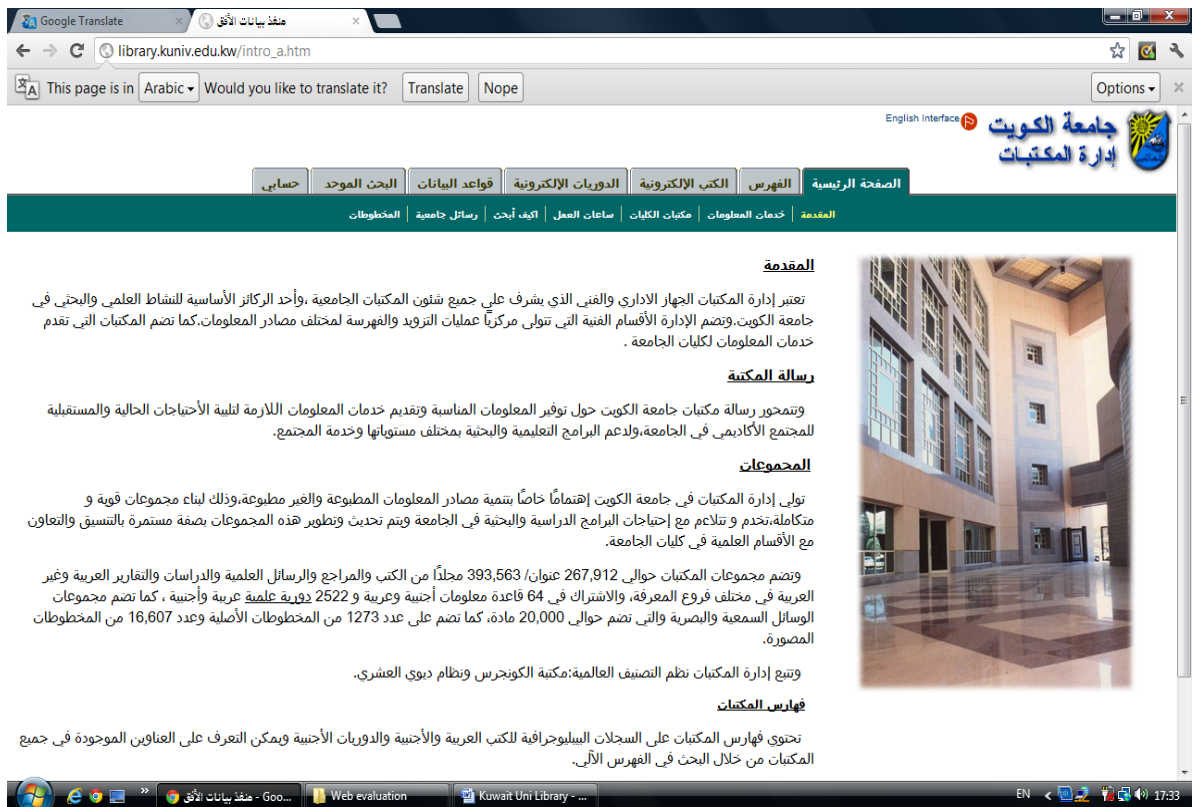 Google Translate
منفذ بيانات الأفق
library.kuniv.edu.kw/intro_a.htm
This page is in Arabic Would you like to translate it? Translate Nope Options
English Interface
جامعة الكويت
إدارة المكتبات
الصفحة الرئيسية الفهرس الكتب الإلكترونية الدوريات الإلكترونية قواعد البيانات البحث الموحد حسابي
المقدمة | خدمات المعلومات | مكتبات الكليات | ساعات العمل | اكيف أبحث | رسائل جامعية | المخطوطات
المقدمة
تعتبر إدارة المكتبات الجهاز الاداري والفني الذي يشرف على جميع شئون المكتبات الجامعية ،وأحد الركائز الأساسية للنشاط العلمي والبحثي في
جامعة الكويت.وتضم الإدارة الأقسام الفنية التي تتولى مركزياً عمليات التزويد والفهرسة لمختلف مصادر المعلومات.كما تضم المكتبات التي تقدم
خدمات المعلومات لكليات الجامعة .
رسالة المكتبة
وتتمحور رسالة مكتبات جامعة الكويت حول توفير المعلومات المناسبة وتقديم خدمات المعلومات اللازمة لتلبية الأحتياجات الحالية والمستقبلية
للمجتمع الأكاديمي في الجامعة،ولدعم البرامج التعليمية والبحثية بمختلف مستوياتها وخدمة المجتمع.
المجموعات
تولي إدارة المكتبات في جامعة الكويت إهتمامًا خاصًا بتنمية مصادر المعلومات المطبوعة والغير مطبوعة،وذلك لبناء مجموعات قوية و
متكاملة،تخدم و تتلاءم مع إحتياجات البرامج الدراسية والبحثية في الجامعة ويتم تحديث وتطوير هذه المجموعات بصفة مستمرة بالتنسيق والتعاون
مع الأقسام العلمية في كليات الجامعة.
وتضم مجموعات المكتبات حوالي 267,912 عنوان/ 393,563 مجلدًا من الكتب والمراجع والرسائل العلمية والدراسات والتقارير العربية وغير
العربية في مختلف فروع المعرفة، والاشتراك في 64 قاعدة معلومات أجنبية وعربية و 2522 دورية علمية عربية وأجنبية ، كما تضم مجموعات
الوسائل السمعية والبصرية والتي تضم حوالي 20,000 مادة، كما تضم على عدد 1273 من المخطوطات الأصلية وعدد 16,607 من المخطوطات
المصورة.
وتتبع إدارة المكتبات نظم التصنيف العالمية:مكتبة الكونجرس ونظام ديوي العشري.
فهارس المكتبات
تحتوي فهارس المكتبات على السجلات الببليوجرافية للكتب العربية والأجنبية والدوريات الأجنبية ويمكن التعرف على العناوين الموجودة في جميع
المكتبات من خلال البحث في الفهرس الآلي.
منفذ بيانات الأفق - Goo... Web evaluation Kuwait Uni Library - ... EN 17:33